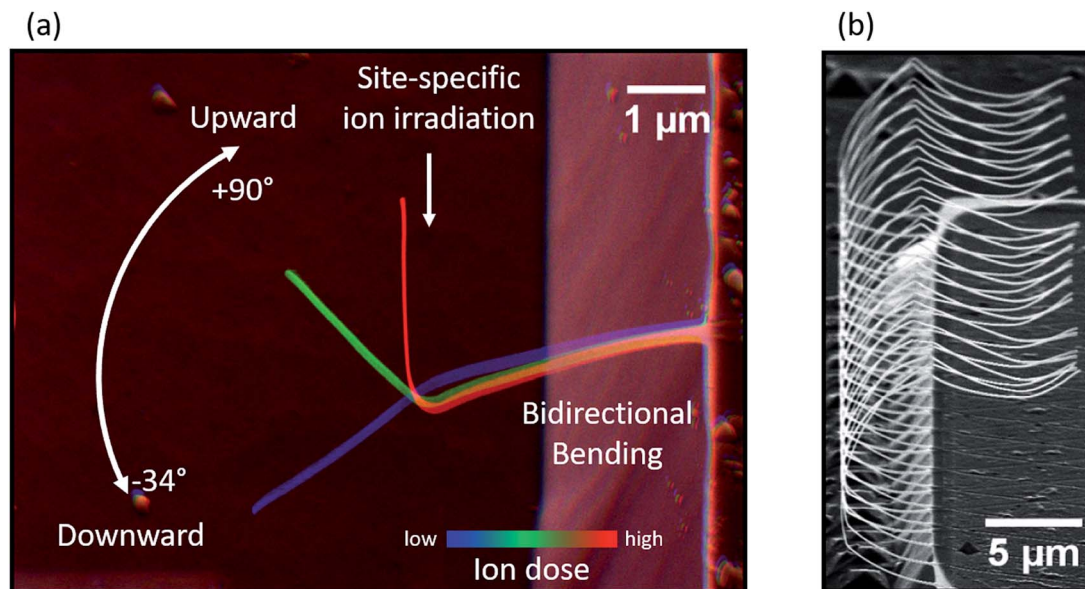 (a)
(b)
Upward
+90°
Site-specific
ion irradiation
1 μm
-34°
Downward
Bidirectional
Bending
low
high
Ion dose
5 μm